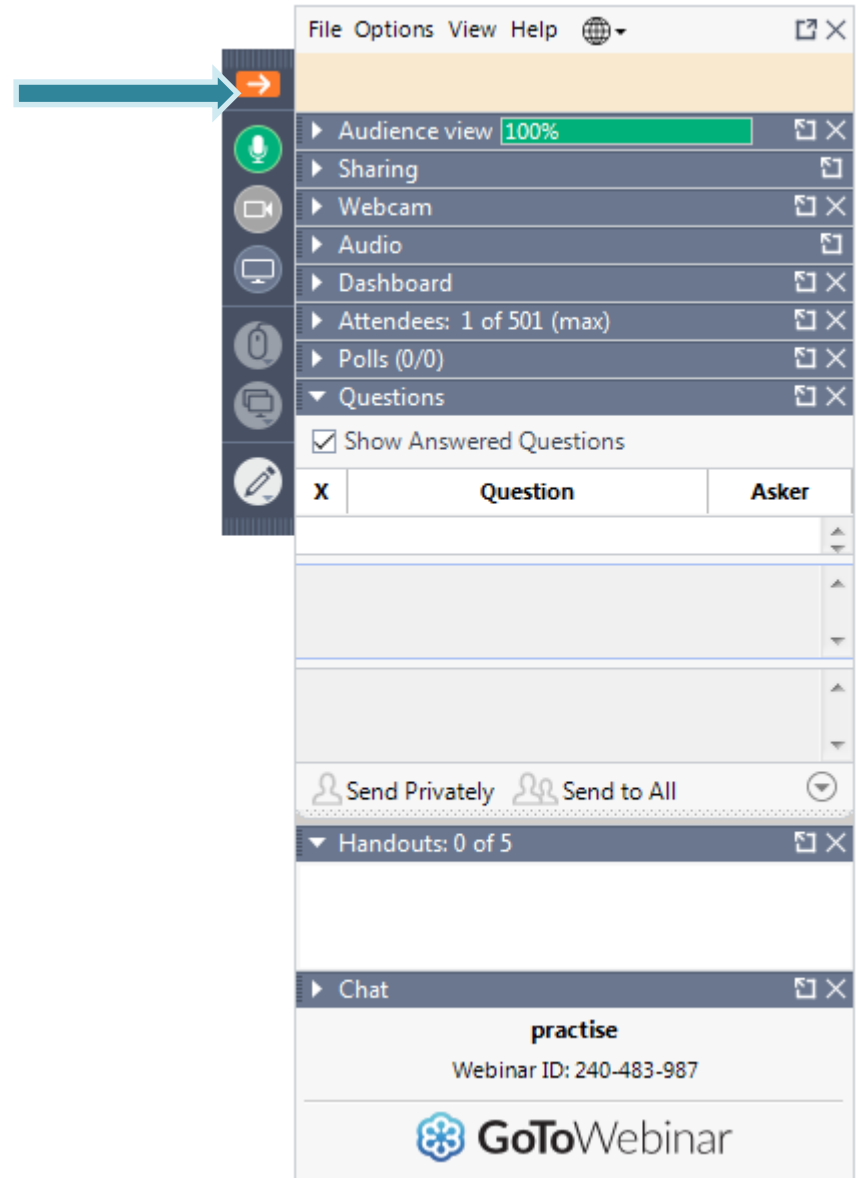 File Options View Help
Audience view 100%
Sharing
Webcam
Audio
Dashboard
Attendees: 1 of 501 (max)
Polls (0/0)
Questions
Show Answered Questions
X Question Asker
Send Privately Send to All
Handouts: 0 of 5
Chat
practise
Webinar ID: 240-483-987
GoToWebinar